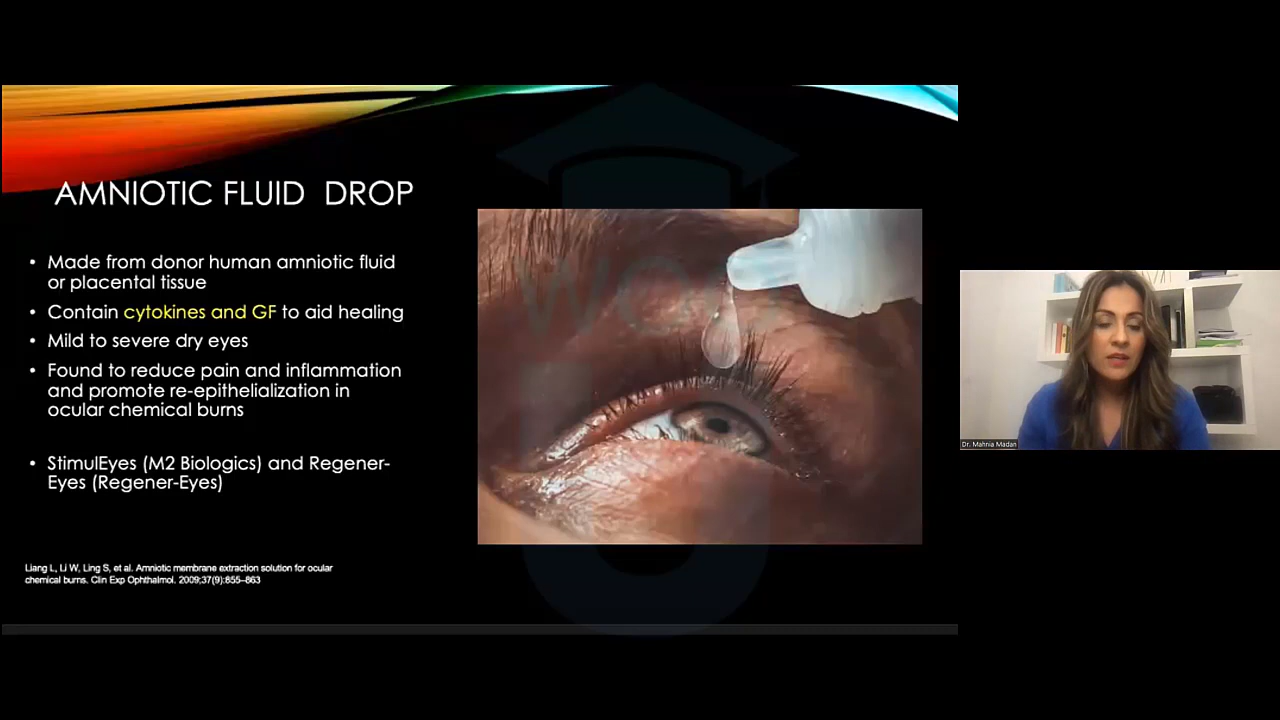 AMNIOTIC FLUID DROP
• Made from donor human amniotic fluid
or placental tissue
• Contain cytokines and GF to aid healing
• Mild to severe dry eyes
• Found to reduce pain and inflammation
and promote re-epithelialization in
ocular chemical burns
• StimulEyes (M2 Biologics) and Regener-
Eyes (Regener-Eyes)
Liang L, Li W, Ling S, et al. Amniotic membrane extraction solution for ocular
chemical burns. Clin Exp Ophthalmol. 2009;37(9):855–863
Dr. Mahnia Madan